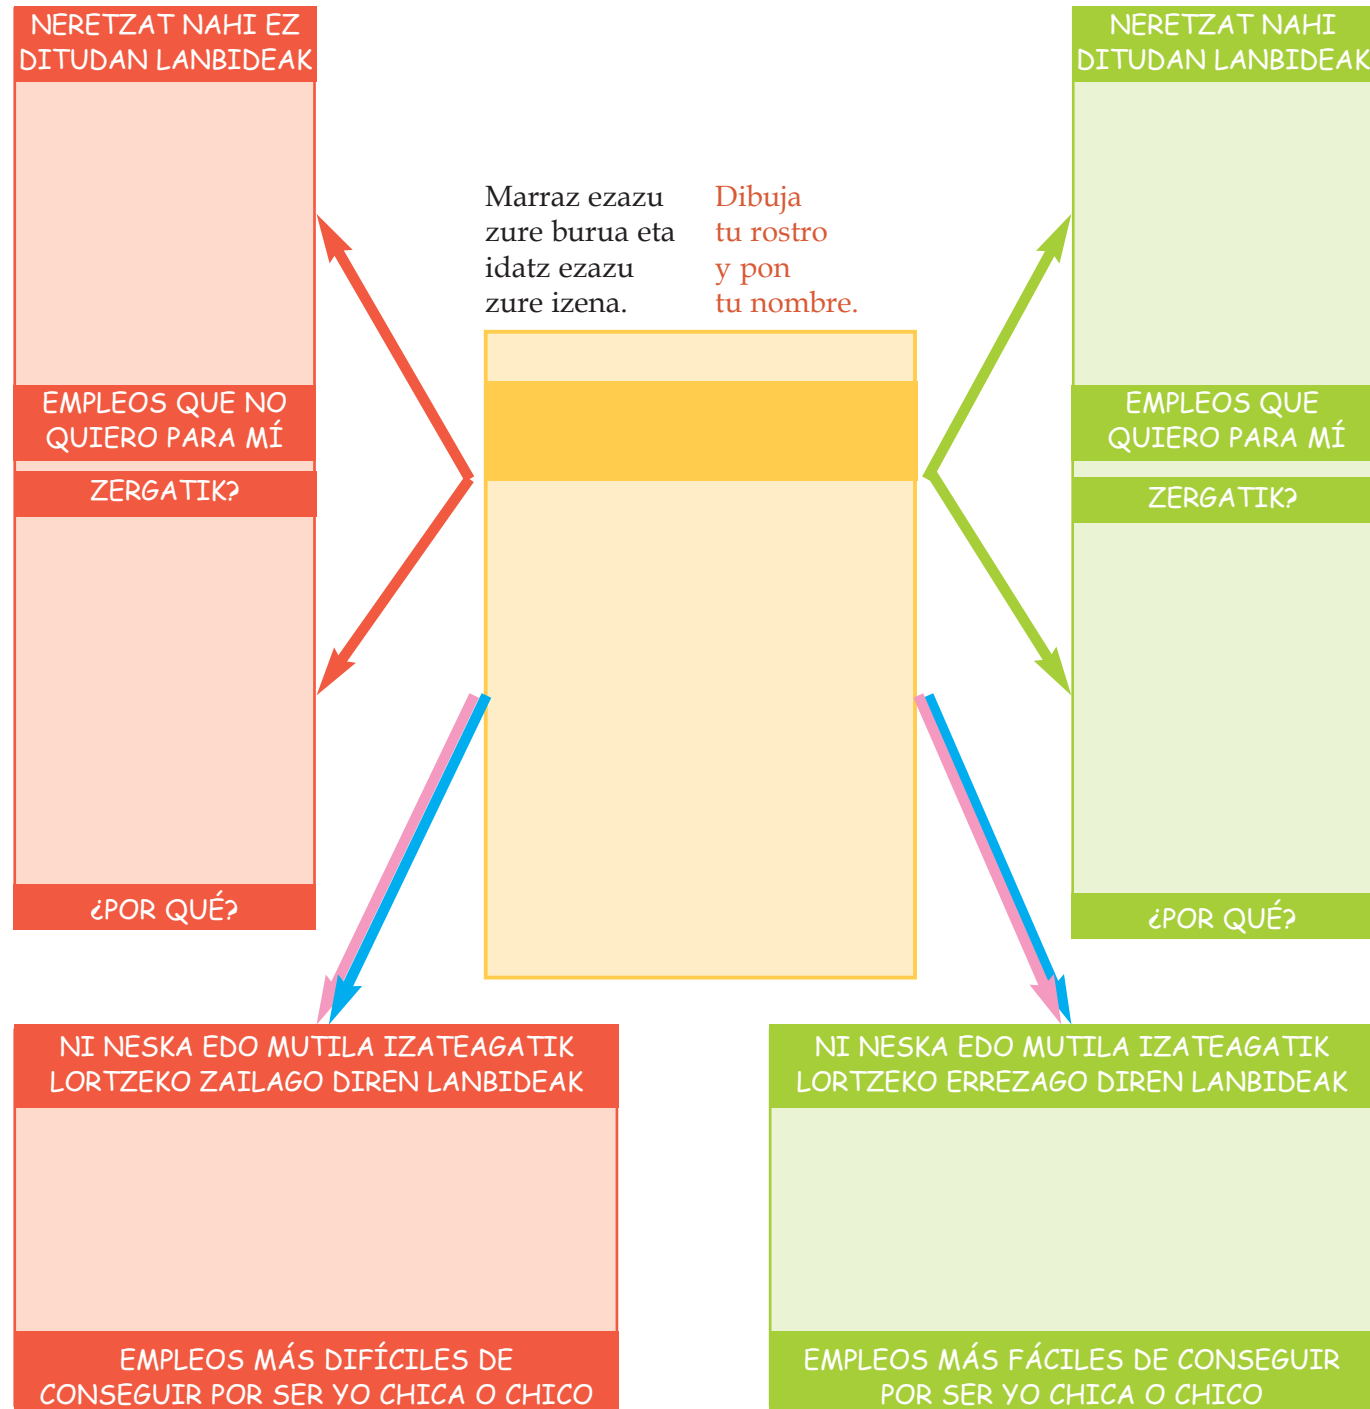 NERETZAT NAHI EZ
DITUDAN LANBIDEAK
NERETZAT NAHI
DITUDAN LANBIDEAK
Marraz ezazu
zure burua eta
idatz ezazu
zure izena.
Dibuja
tu rostro
y pon
tu nombre.
EMPLEOS QUE NO
QUIERO PARA MÍ
EMPLEOS QUE
QUIERO PARA MÍ
ZERGATIK?
ZERGATIK?
¿POR QUÉ?
¿POR QUÉ?
NI NESKA EDO MUTILA IZATEAGATIK
LORTZEKO ZAILAGO DIREN LANBIDEAK
NI NESKA EDO MUTILA IZATEAGATIK
LORTZEKO ERREZAGO DIREN LANBIDEAK
EMPLEOS MÁS DIFÍCILES DE
CONSEGUIR POR SER YO CHICA O CHICO
EMPLEOS MÁS FÁCILES DE CONSEGUIR
POR SER YO CHICA O CHICO